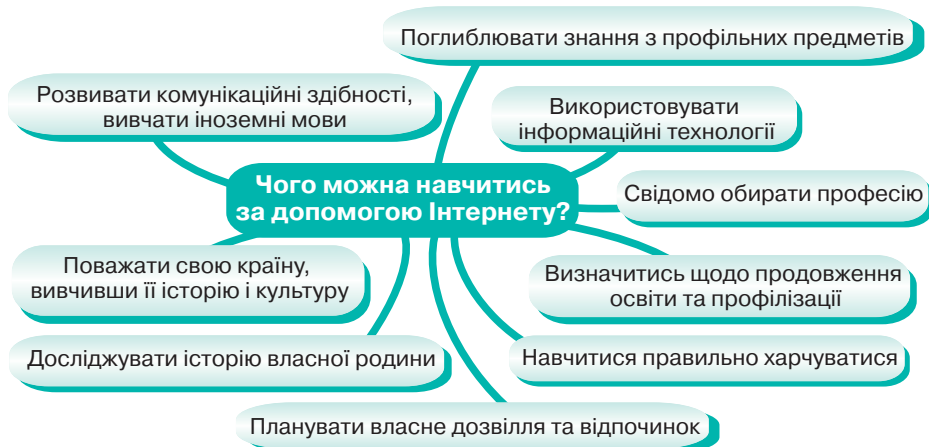 Поглиблювати знання з профільних предметів
Розвивати комунікаційні здібності,
вивчати іноземні мови
Використовувати
інформаційні технології
Чого можна навчитись
за допомогою Інтернету?
Свідомо обирати професію
Поважати свою країну,
вивчивши її історію і культуру
Визначитись щодо продовження
освіти та профілізації
Досліджувати історію власної родини
Навчитися правильно харчуватися
Планувати власне дозвілля та відпочинок